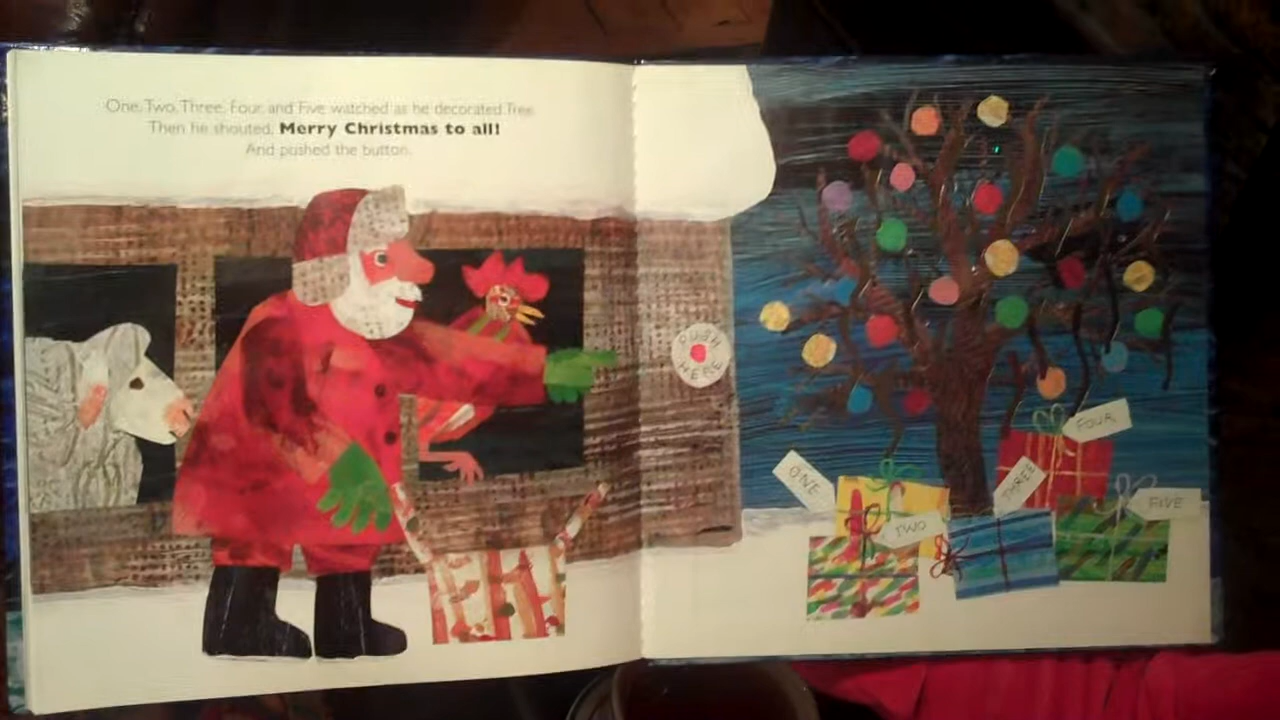 One, Two, Three, Four, and Five watched as he decorated Tree.
Then he shouted, Merry Christmas to all!
And pushed the button.
PUSH
HERE
ONE
TWO
THREE
FOUR
FIVE